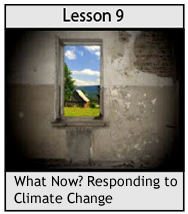 Lesson 9
What Now? Responding to
Climate Change